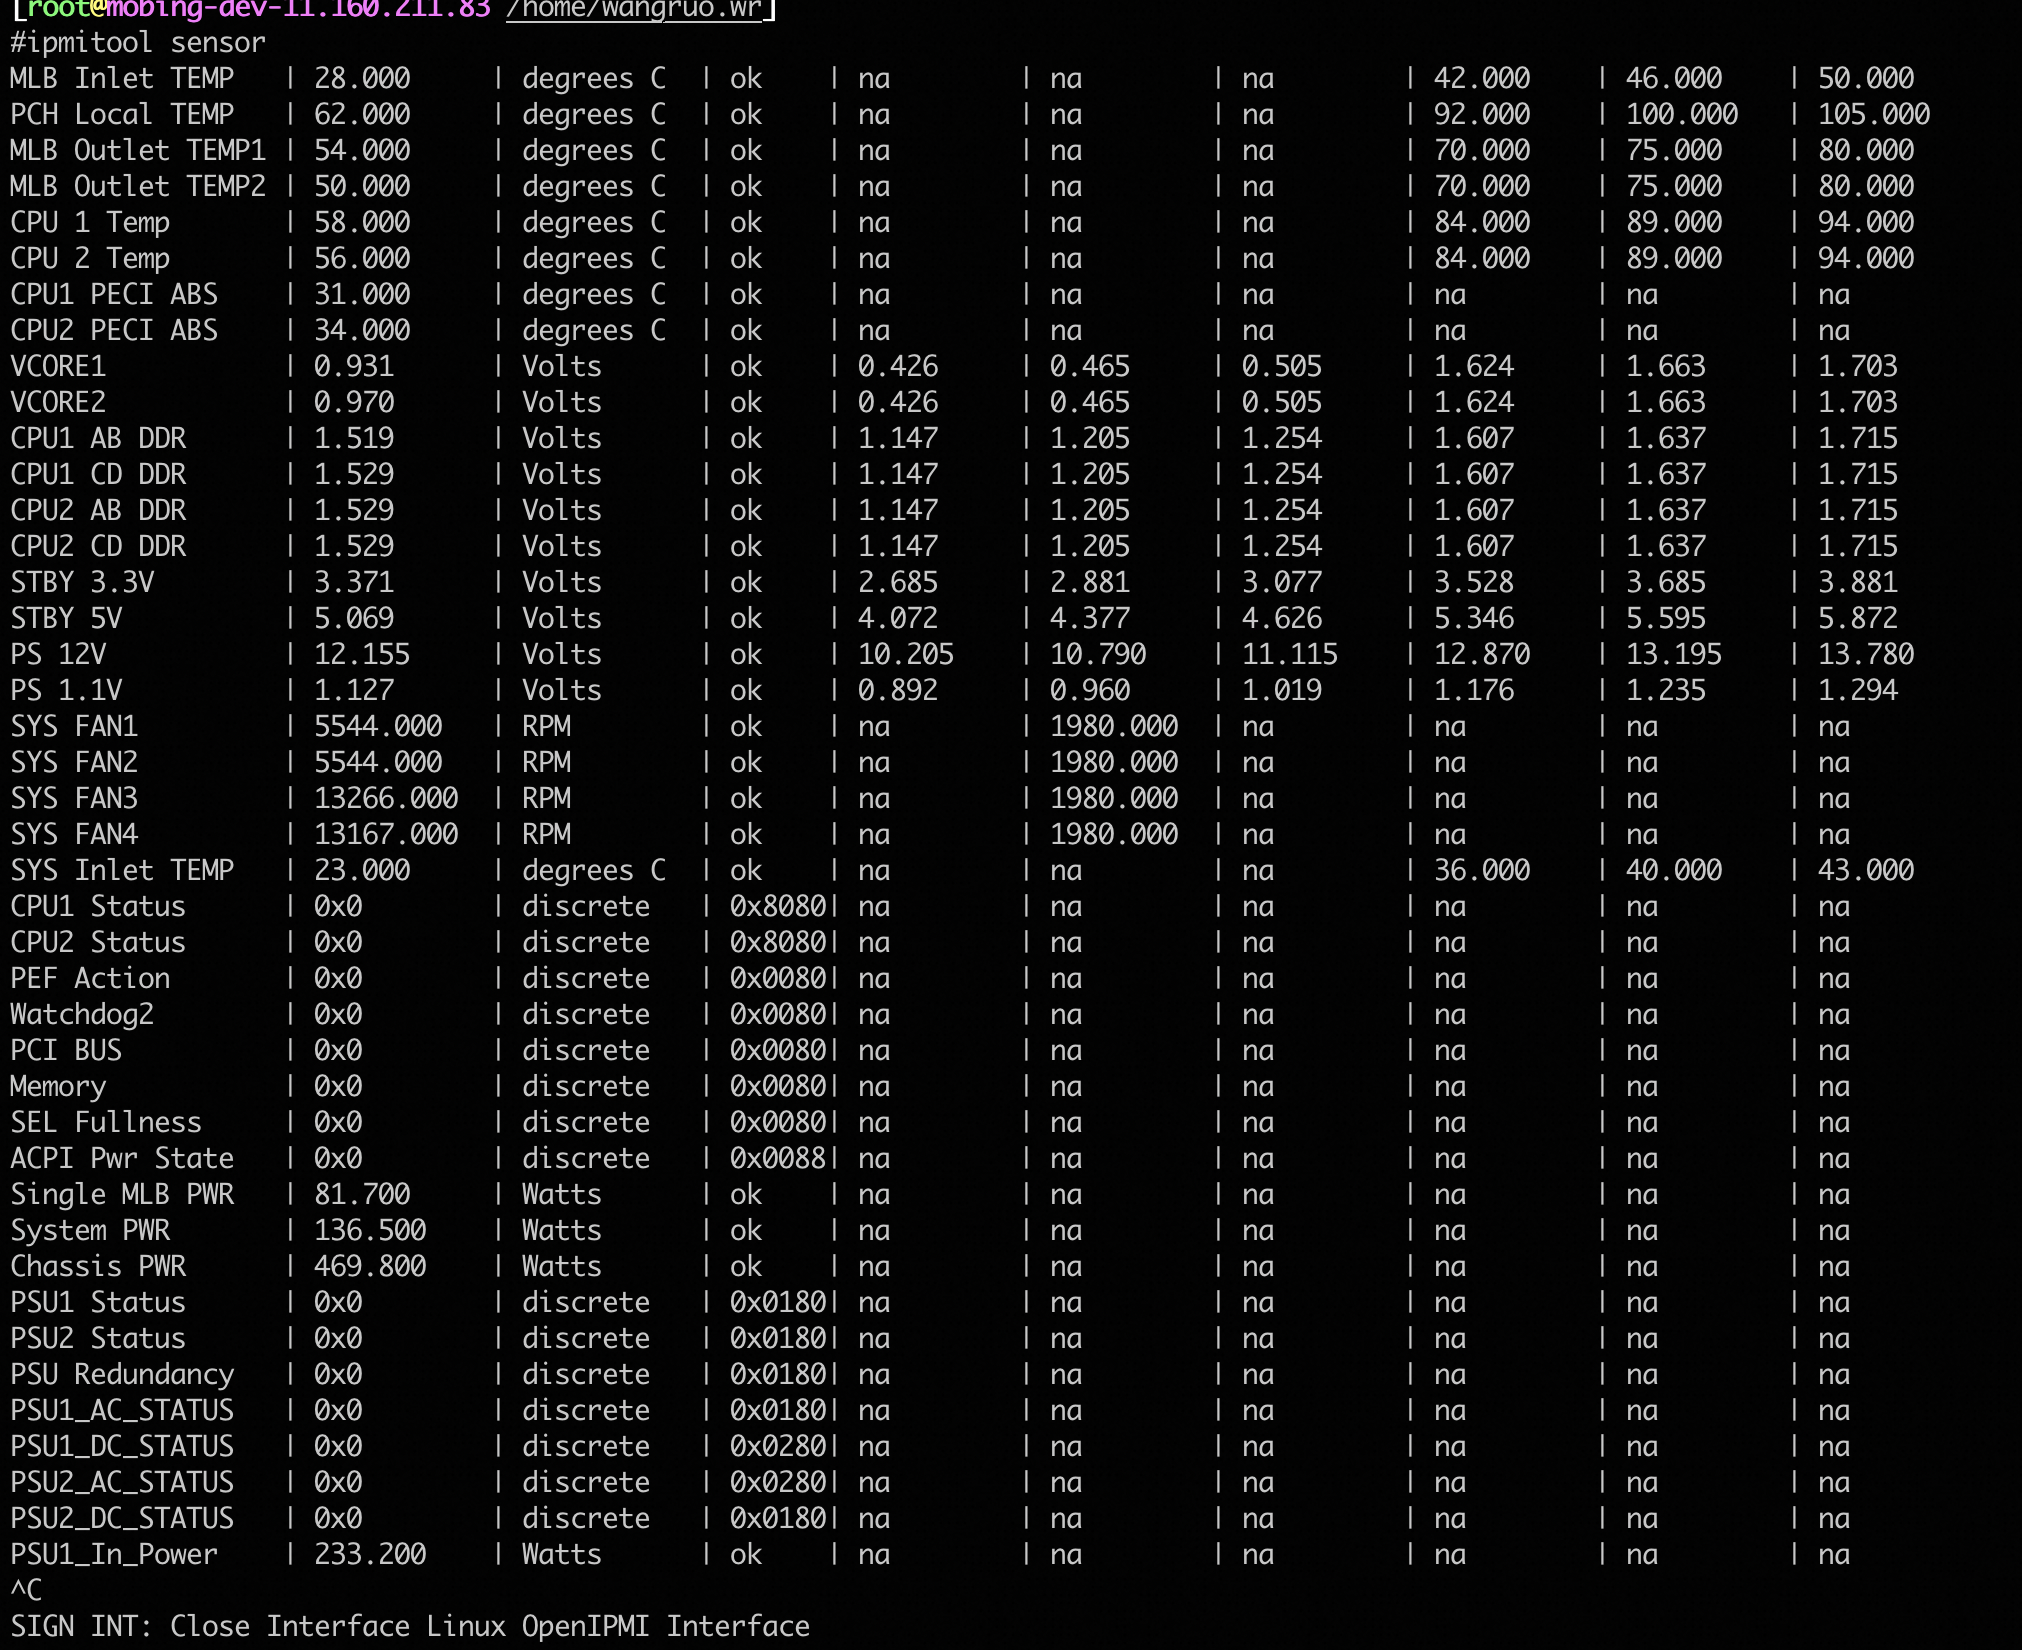 [root@mobing-dev-11.160.211.83 /home/wangruo.wr]
#ipmitool sensor
MLB Inlet TEMP   | 28.000     | degrees C  | ok    | na        | na        | na        | 42.000    | 46.000    | 50.000
PCH Local TEMP   | 62.000     | degrees C  | ok    | na        | na        | na        | 92.000    | 100.000   | 105.000
MLB Outlet TEMP1 | 54.000     | degrees C  | ok    | na        | na        | na        | 70.000    | 75.000    | 80.000
MLB Outlet TEMP2 | 50.000     | degrees C  | ok    | na        | na        | na        | 70.000    | 75.000    | 80.000
CPU 1 Temp       | 58.000     | degrees C  | ok    | na        | na        | na        | 84.000    | 89.000    | 94.000
CPU 2 Temp       | 56.000     | degrees C  | ok    | na        | na        | na        | 84.000    | 89.000    | 94.000
CPU1 PECI ABS    | 31.000     | degrees C  | ok    | na        | na        | na        | na        | na        | na
CPU2 PECI ABS    | 34.000     | degrees C  | ok    | na        | na        | na        | na        | na        | na
VCORE1           | 0.931      | Volts      | ok    | 0.426     | 0.465     | 0.505     | 1.624     | 1.663     | 1.703
VCORE2           | 0.970      | Volts      | ok    | 0.426     | 0.465     | 0.505     | 1.624     | 1.663     | 1.703
CPU1 AB DDR      | 1.519      | Volts      | ok    | 1.147     | 1.205     | 1.254     | 1.607     | 1.637     | 1.715
CPU1 CD DDR      | 1.529      | Volts      | ok    | 1.147     | 1.205     | 1.254     | 1.607     | 1.637     | 1.715
CPU2 AB DDR      | 1.529      | Volts      | ok    | 1.147     | 1.205     | 1.254     | 1.607     | 1.637     | 1.715
CPU2 CD DDR      | 1.529      | Volts      | ok    | 1.147     | 1.205     | 1.254     | 1.607     | 1.637     | 1.715
STBY 3.3V        | 3.371      | Volts      | ok    | 2.685     | 2.881     | 3.077     | 3.528     | 3.685     | 3.881
STBY 5V          | 5.069      | Volts      | ok    | 4.072     | 4.377     | 4.626     | 5.346     | 5.595     | 5.872
PS 12V           | 12.155     | Volts      | ok    | 10.205    | 10.790    | 11.115    | 12.870    | 13.195    | 13.780
PS 1.1V          | 1.127      | Volts      | ok    | 0.892     | 0.960     | 1.019     | 1.176     | 1.235     | 1.294
SYS FAN1         | 5544.000   | RPM        | ok    | na        | 1980.000  | na        | na        | na        | na
SYS FAN2         | 5544.000   | RPM        | ok    | na        | 1980.000  | na        | na        | na        | na
SYS FAN3         | 13266.000  | RPM        | ok    | na        | 1980.000  | na        | na        | na        | na
SYS FAN4         | 13167.000  | RPM        | ok    | na        | 1980.000  | na        | na        | na        | na
SYS Inlet TEMP   | 23.000     | degrees C  | ok    | na        | na        | na        | 36.000    | 40.000    | 43.000
CPU1 Status      | 0x0        | discrete   | 0x8080| na        | na        | na        | na        | na        | na
CPU2 Status      | 0x0        | discrete   | 0x8080| na        | na        | na        | na        | na        | na
PEF Action       | 0x0        | discrete   | 0x0080| na        | na        | na        | na        | na        | na
Watchdog2        | 0x0        | discrete   | 0x0080| na        | na        | na        | na        | na        | na
PCI BUS          | 0x0        | discrete   | 0x0080| na        | na        | na        | na        | na        | na
Memory           | 0x0        | discrete   | 0x0080| na        | na        | na        | na        | na        | na
SEL Fullness     | 0x0        | discrete   | 0x0080| na        | na        | na        | na        | na        | na
ACPI Pwr State   | 0x0        | discrete   | 0x0088| na        | na        | na        | na        | na        | na
Single MLB PWR   | 81.700     | Watts      | ok    | na        | na        | na        | na        | na        | na
System PWR       | 136.500    | Watts      | ok    | na        | na        | na        | na        | na        | na
Chassis PWR      | 469.800    | Watts      | ok    | na        | na        | na        | na        | na        | na
PSU1 Status      | 0x0        | discrete   | 0x0180| na        | na        | na        | na        | na        | na
PSU2 Status      | 0x0        | discrete   | 0x0180| na        | na        | na        | na        | na        | na
PSU Redundancy   | 0x0        | discrete   | 0x0180| na        | na        | na        | na        | na        | na
PSU1_AC_STATUS   | 0x0        | discrete   | 0x0180| na        | na        | na        | na        | na        | na
PSU1_DC_STATUS   | 0x0        | discrete   | 0x0280| na        | na        | na        | na        | na        | na
PSU2_AC_STATUS   | 0x0        | discrete   | 0x0280| na        | na        | na        | na        | na        | na
PSU2_DC_STATUS   | 0x0        | discrete   | 0x0180| na        | na        | na        | na        | na        | na
PSU1_In_Power    | 233.200    | Watts      | ok    | na        | na        | na        | na        | na        | na
^C
SIGN INT: Close Interface Linux OpenIPMI Interface